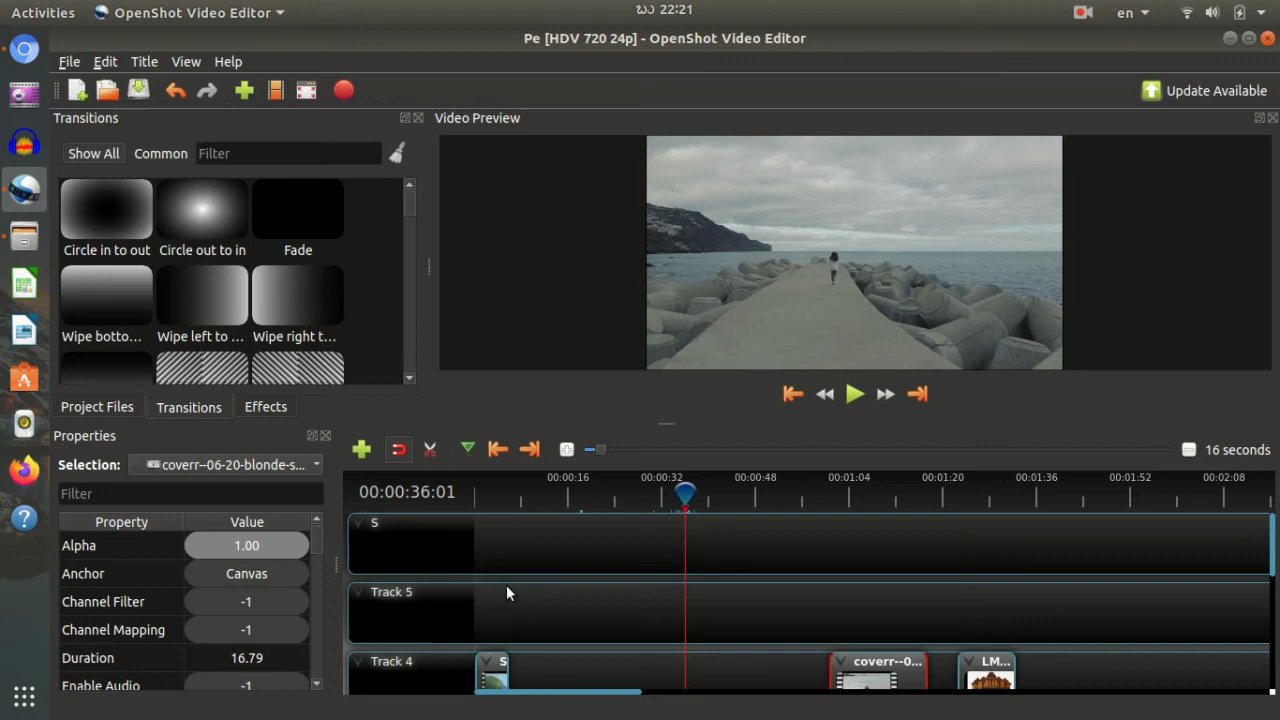 Activities OpenShot Video Editor ඔය 22:21 en
Pe [HDV 720 24p] - OpenShot Video Editor
File Edit Title View Help
Update Available
Transitions Video Preview
Show All Common Filter
Circle in to out Circle out to in Fade
Wipe botto... Wipe left to ... Wipe right t...
Project Files Transitions Effects
Properties
Selection: coverr--06-20-blonde-s...
16 seconds
Filter
00:00:36:01 00:00:16 00:00:32 00:00:48 00:01:04 00:01:20 00:01:36 00:01:52 00:02:08
Property Value
Alpha 1.00
Anchor Canvas
Channel Filter -1
Channel Mapping -1
Duration 16.79
Enable Audio -1
S
Track 5
Track 4 S coverr--0... LM...